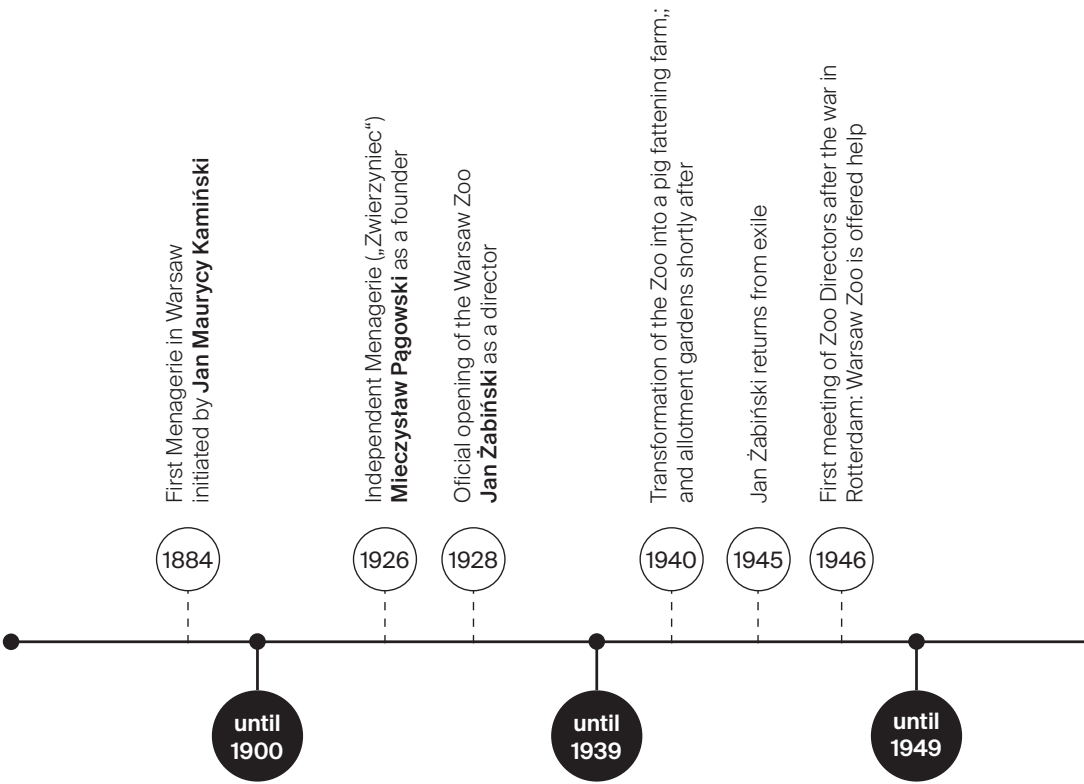 First Menagerie in Warsaw
initiated by Jan Maurycy Kamiński
1884
Independent Menagerie („Zwierzyniec“)
Mieczysław Pągowski as a founder
1926
Oficial opening of the Warsaw Zoo
Jan Żabiński as a director
1928
Transformation of the Zoo into a pig fattening farm,;
and allotment gardens shortly after
1940
Jan Żabiński returns from exile
1945
First meeting of Zoo Directors after the war in
Rotterdam: Warsaw Zoo is offered help
1946
until
1900
until
1939
until
1949